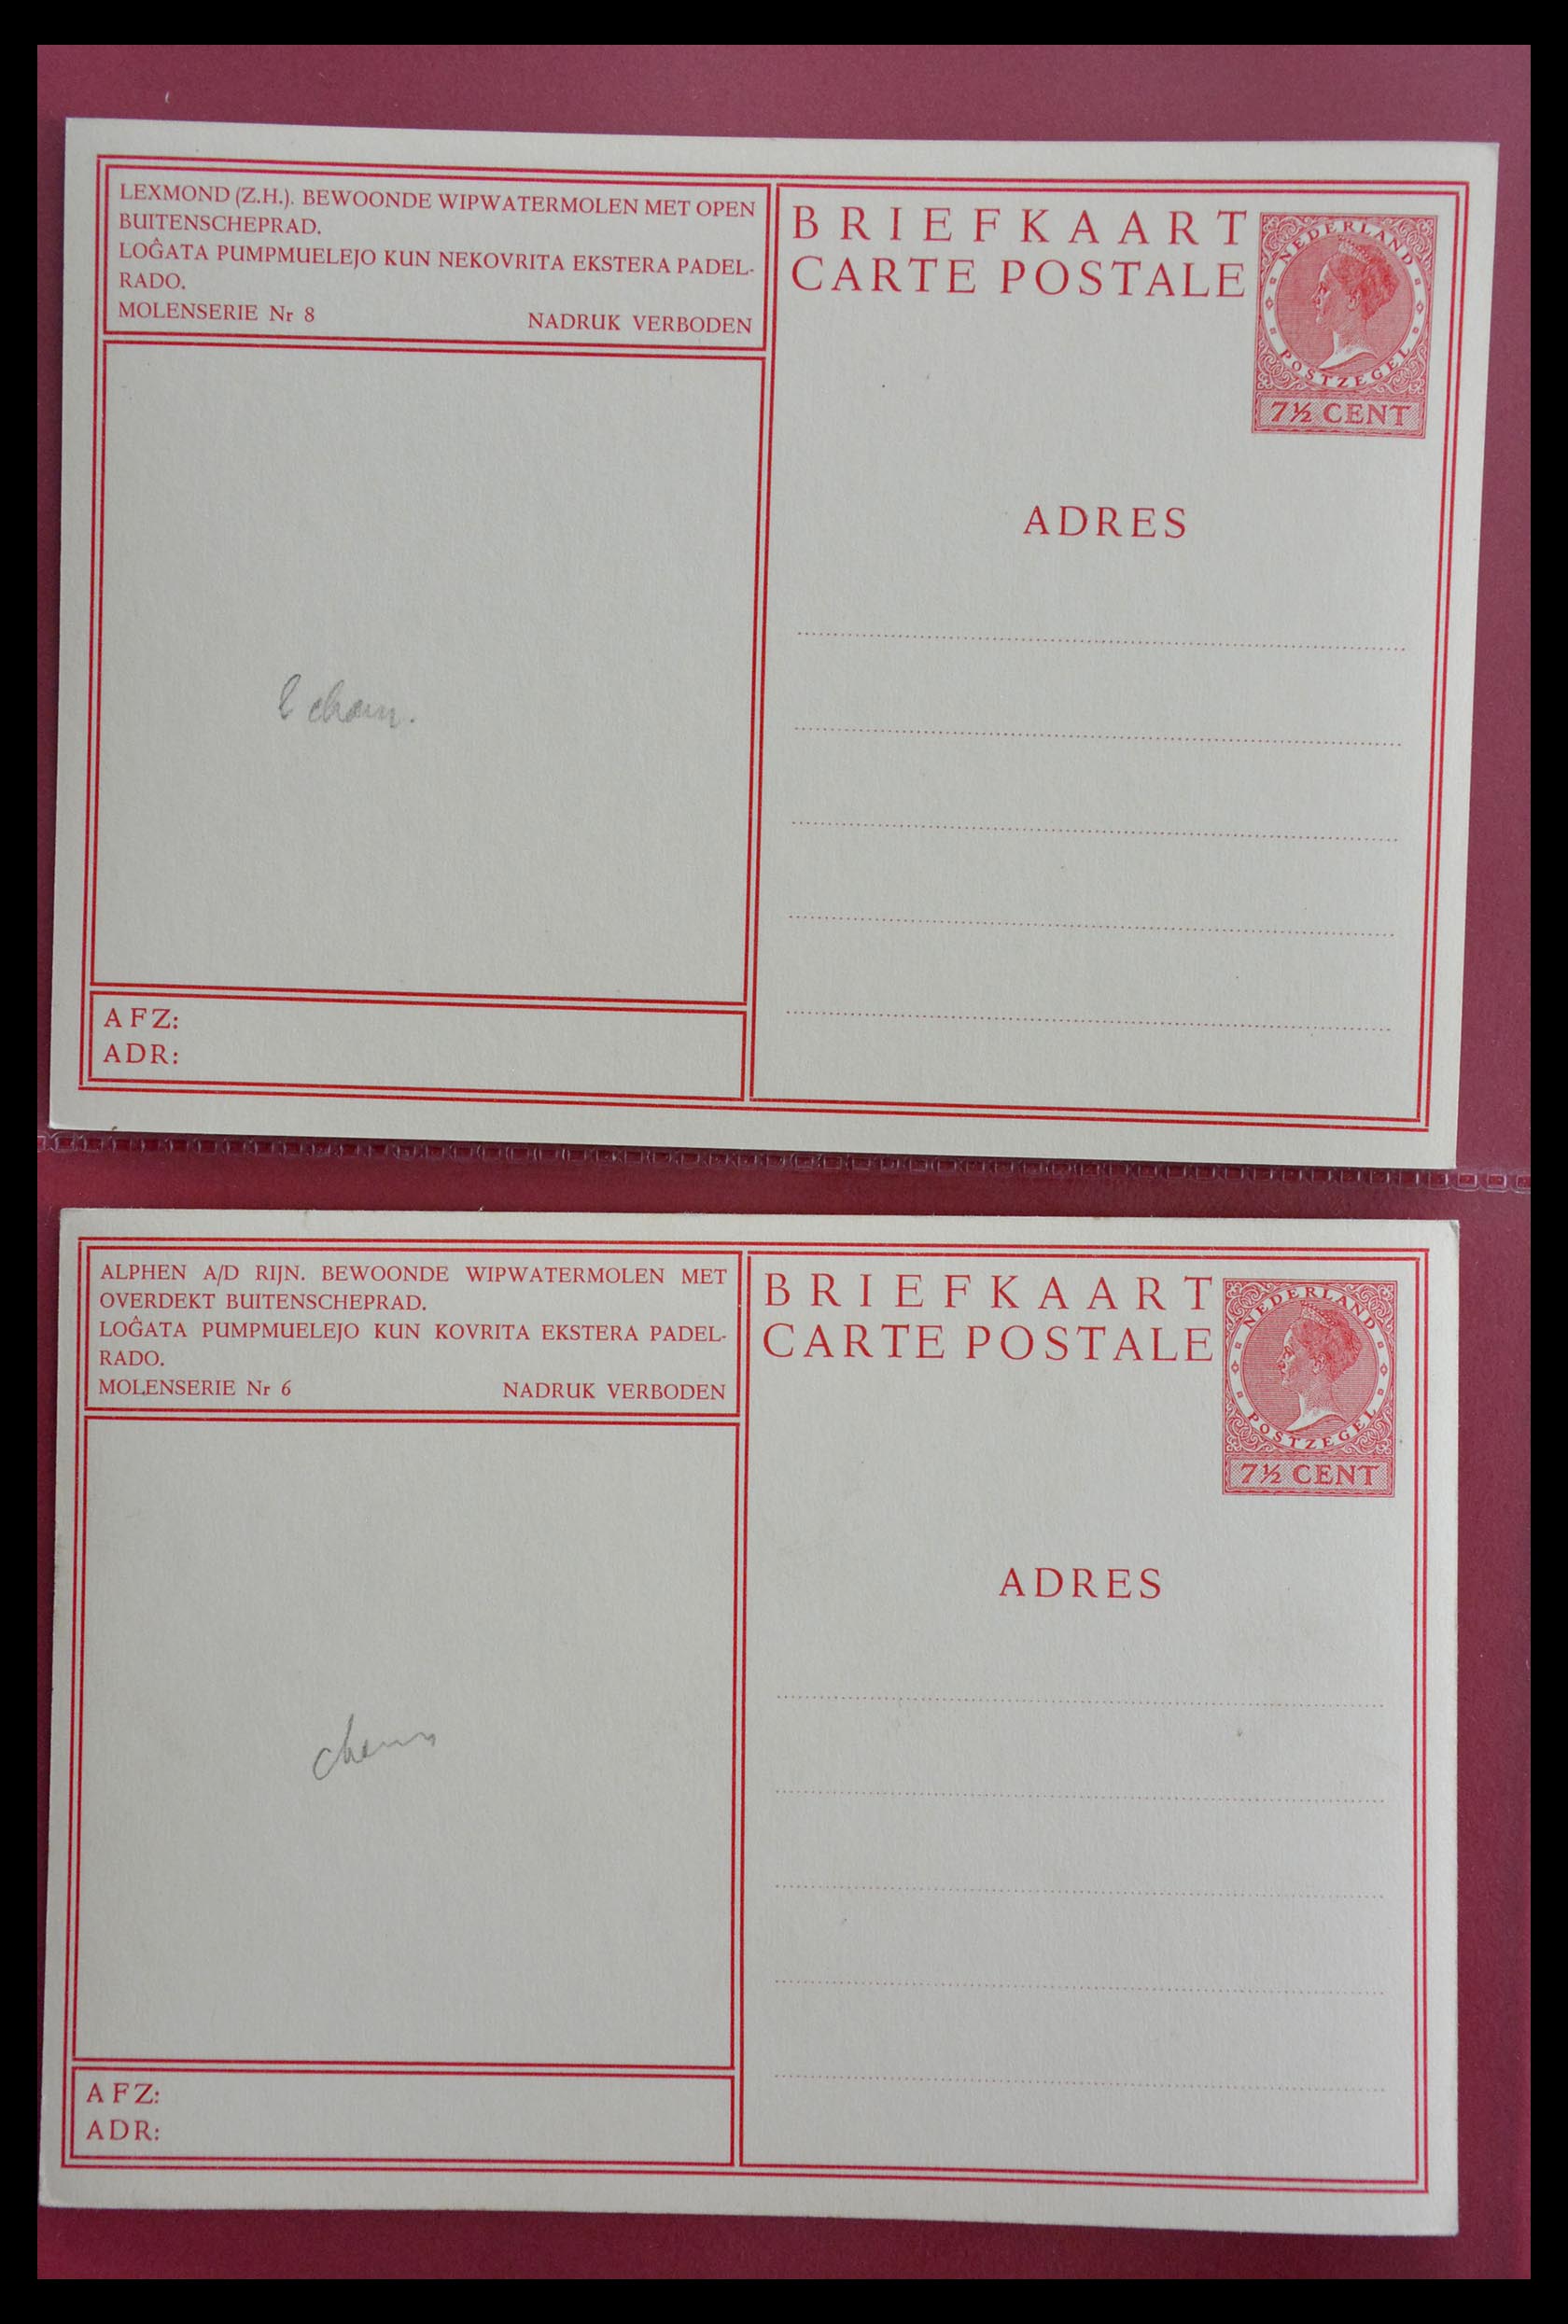 LEXMOND (Z.H.). BEWOONDE WIPWATERMOLEN MET OPEN
BUITENSCHEPRAD.
LOĜATA PUMPMUELEJO KUN NEKOVRITA EKSTERA PADEL-
RADO.
MOLENSERIE Nr 8 NADRUK VERBODEN
BRIEFKAART
CARTE POSTALE
NEDERLAND
POSTZEGEL
7½ CENT
ADRES
AFZ:
ADR:
ALPHEN A/D RIJN. BEWOONDE WIPWATERMOLEN MET
OVERDEKT BUITENSCHEPRAD.
LOĜATA PUMPMUELEJO KUN KOVRITA EKSTERA PADEL-
RADO.
MOLENSERIE Nr 6 NADRUK VERBODEN
BRIEFKAART
CARTE POSTALE
NEDERLAND
POSTZEGEL
7½ CENT
ADRES
AFZ:
ADR: